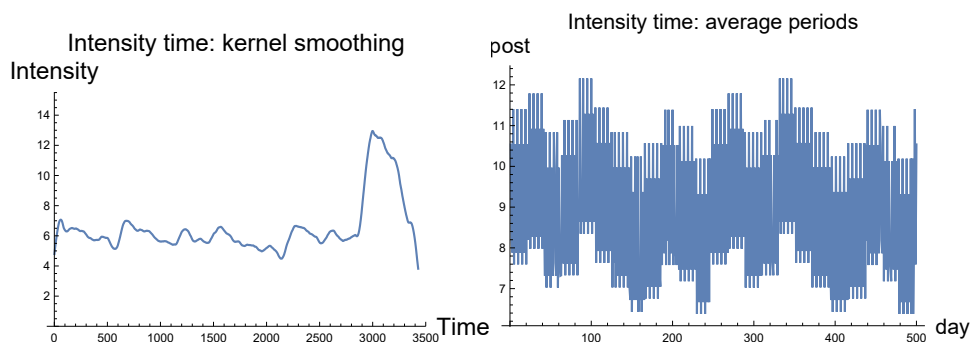 Intensity time: kernel smoothing
Intensity
14
12
10
8
6
4
2
0 500 1000 1500 2000 2500 3000 3500
Time
Intensity time: average periods
post
12
11
10
9
8
7
100 200 300 400 500
day